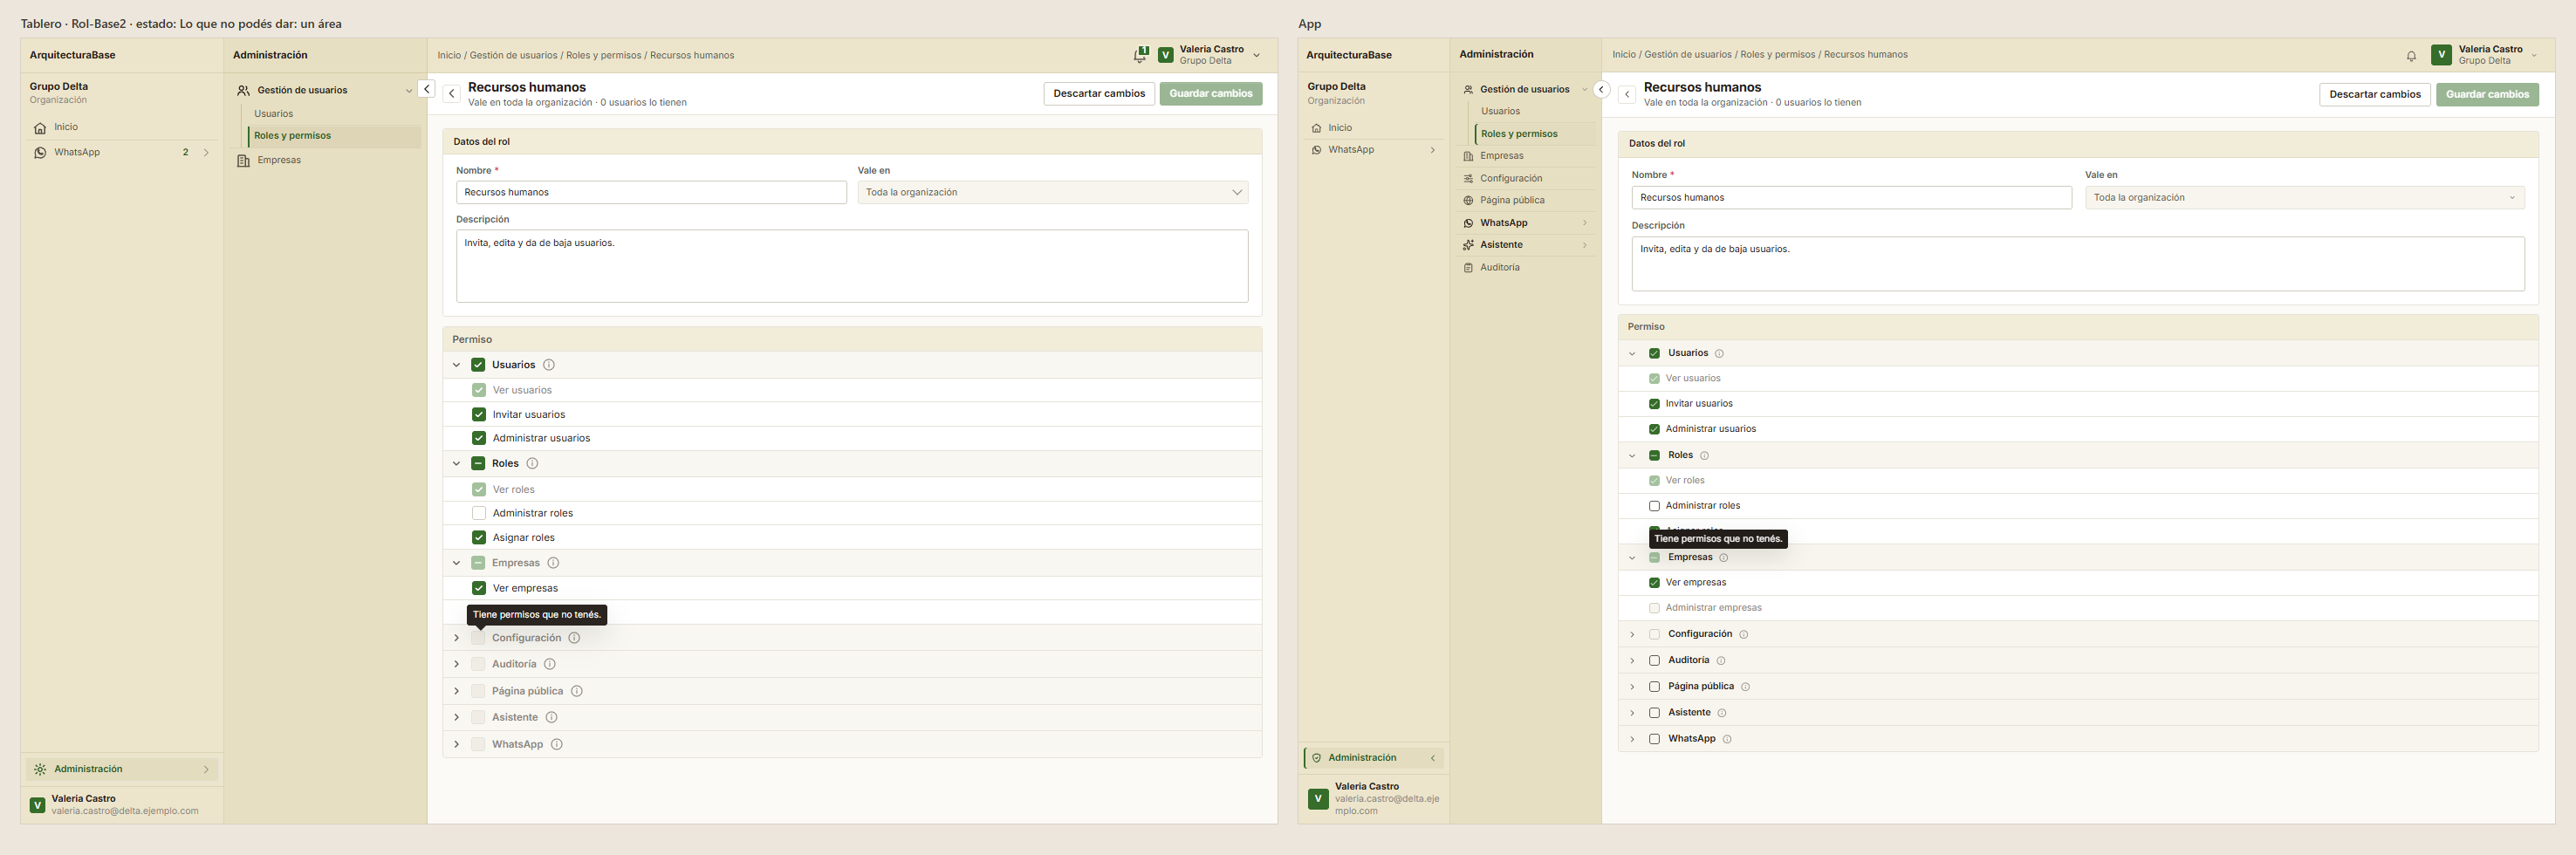 Tablero · Rol-Base2 · estado: Lo que no podés dar: un área
ArquitecturaBase
Grupo Delta
Organización
Inicio
WhatsApp 2
Administración
Valeria Castro
valeria.castro@delta.ejemplo.com
Administración
Gestión de usuarios
Usuarios
Roles y permisos
Empresas
Inicio / Gestión de usuarios / Roles y permisos / Recursos humanos
1
V
Valeria Castro
Grupo Delta
Recursos humanos
Vale en toda la organización · 0 usuarios lo tienen
Descartar cambios
Guardar cambios
Datos del rol
Nombre *
Vale en
Recursos humanos
Toda la organización
Descripción
Invita, edita y da de baja usuarios.
Permiso
Usuarios
Ver usuarios
Invitar usuarios
Administrar usuarios
Roles
Ver roles
Administrar roles
Asignar roles
Empresas
Ver empresas
Tiene permisos que no tenés.
Configuración
Auditoría
Página pública
Asistente
WhatsApp
V
App
ArquitecturaBase
Grupo Delta
Organización
Inicio
WhatsApp
Administración
V
Valeria Castro
valeria.castro@delta.eje
mplo.com
Administración
Gestión de usuarios
Usuarios
Roles y permisos
Empresas
Configuración
Página pública
WhatsApp
Asistente
Auditoría
Inicio / Gestión de usuarios / Roles y permisos / Recursos humanos
V
Valeria Castro
Grupo Delta
Recursos humanos
Vale en toda la organización · 0 usuarios lo tienen
Descartar cambios
Guardar cambios
Datos del rol
Nombre *
Vale en
Recursos humanos
Toda la organización
Descripción
Invita, edita y da de baja usuarios.
Permiso
Usuarios
Ver usuarios
Invitar usuarios
Administrar usuarios
Roles
Ver roles
Administrar roles
Tiene permisos que no tenés.
Empresas
Ver empresas
Administrar empresas
Configuración
Auditoría
Página pública
Asistente
WhatsApp